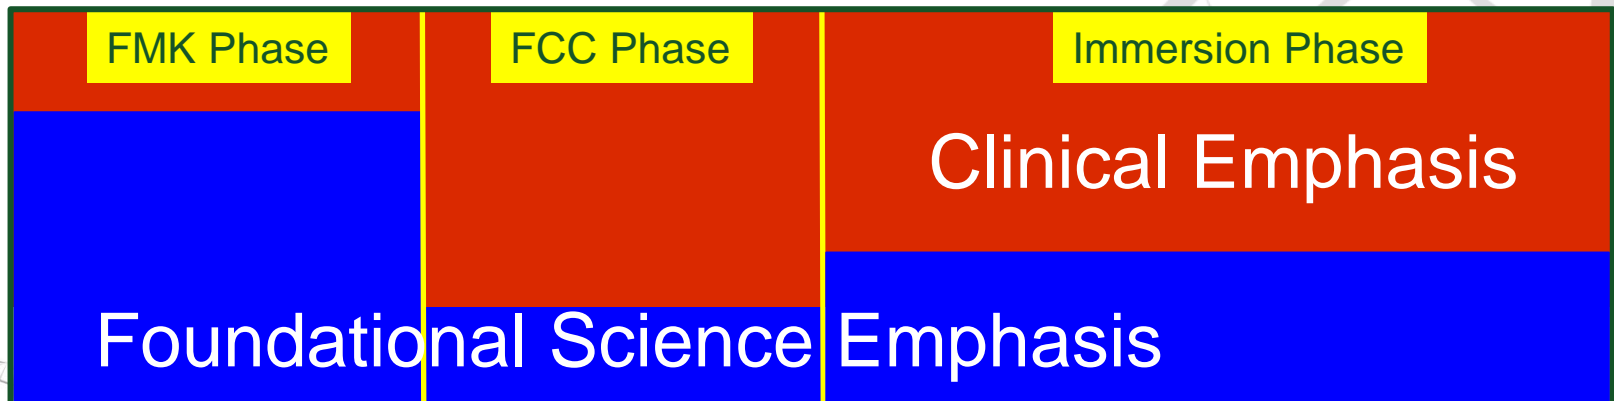 FMK Phase
FCC Phase
Immersion Phase
Clinical Emphasis
Foundational Science Emphasis